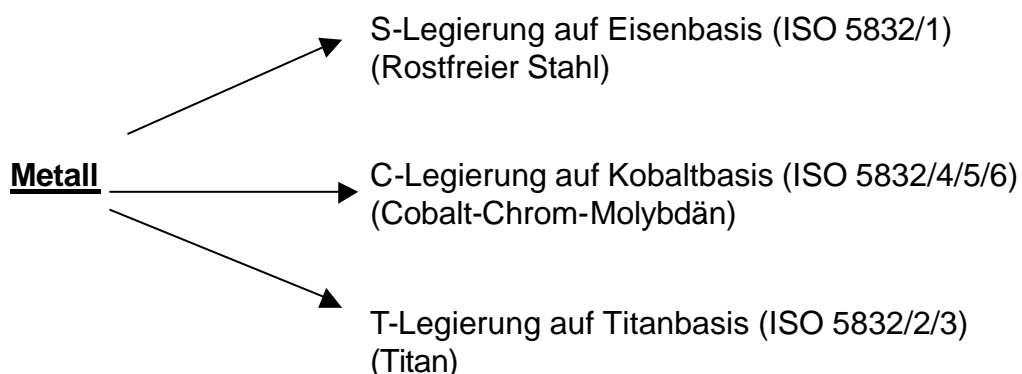 S-Legierung auf Eisenbasis (ISO 5832/1)
(Rostfreier Stahl)
Metall
C-Legierung auf Kobaltbasis (ISO 5832/4/5/6)
(Cobalt-Chrom-Molybdän)
T-Legierung auf Titanbasis (ISO 5832/2/3)
(Titan)